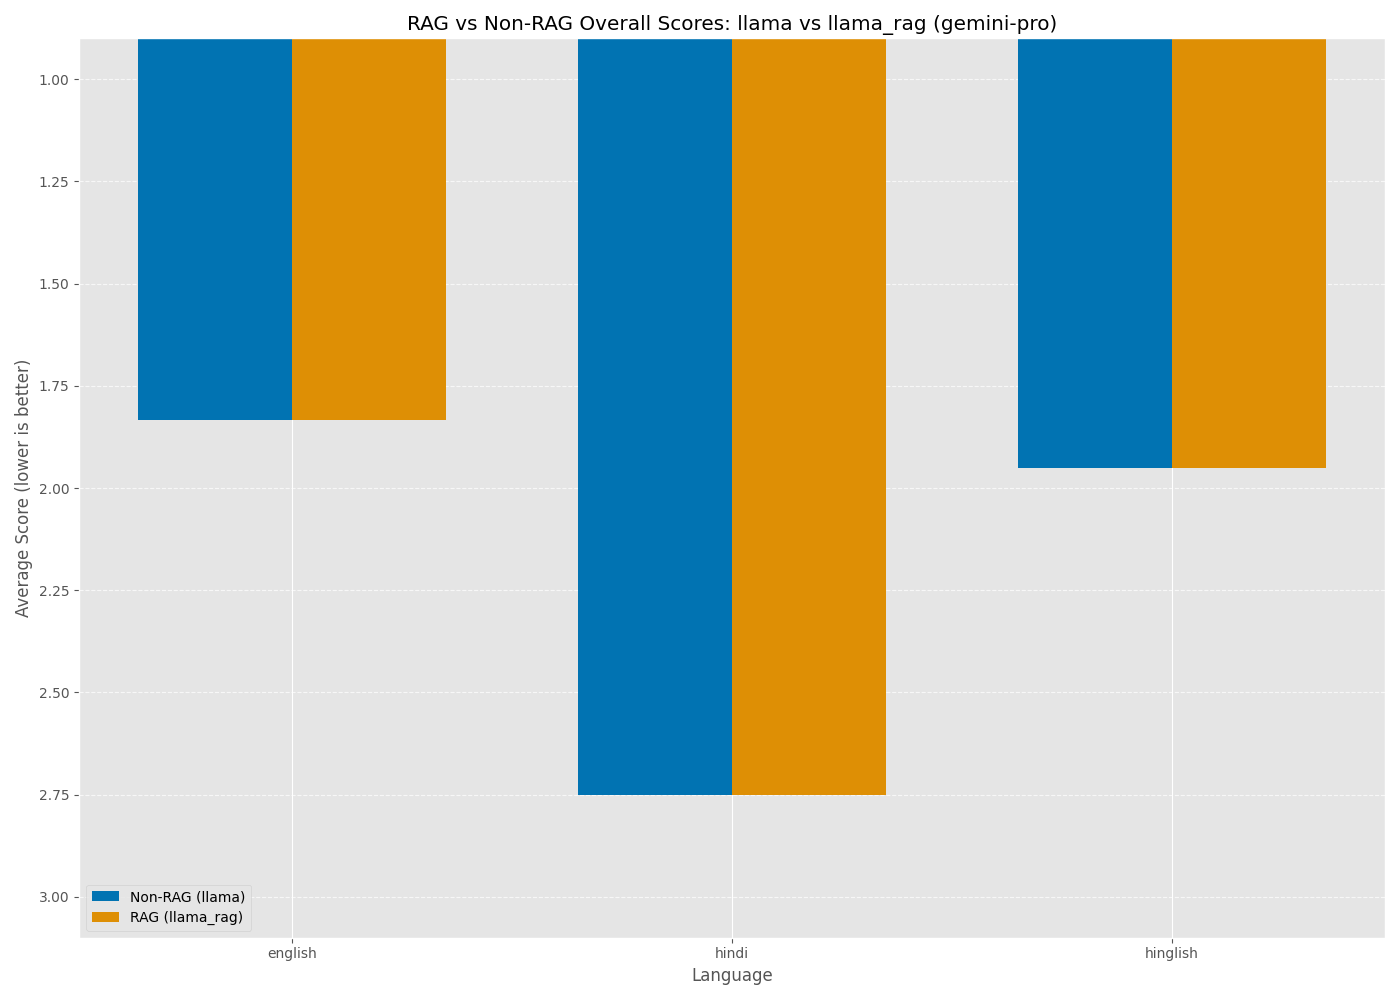 RAG vs Non-RAG Overall Scores: llama vs llama_rag (gemini-pro)
Average Score (lower is better)
1.00
1.25
1.50
1.75
2.00
2.25
2.50
2.75
3.00
Non-RAG (llama)
RAG (llama_rag)
english
hindi
hinglish
Language